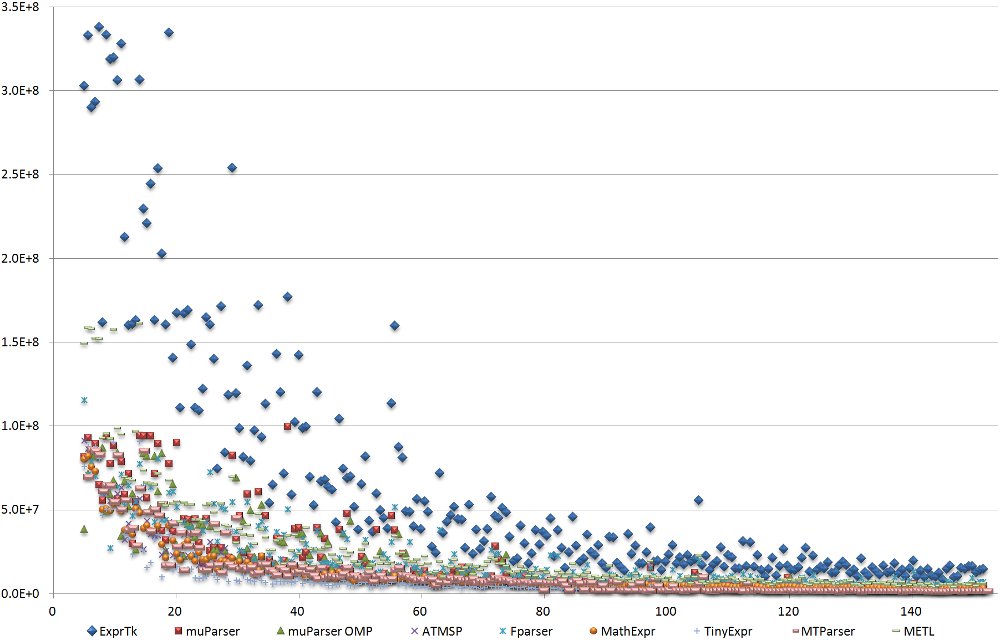 3.5E+8
3.0E+8
2.5E+8
2.0E+8
1.5E+8
1.0E+8
5.0E+7
0.0E+0
0 20 40 60 80 100 120 140
ExprTk muParser muParser OMP ATMSP Fparser MathExpr TinyExpr MTParser METL